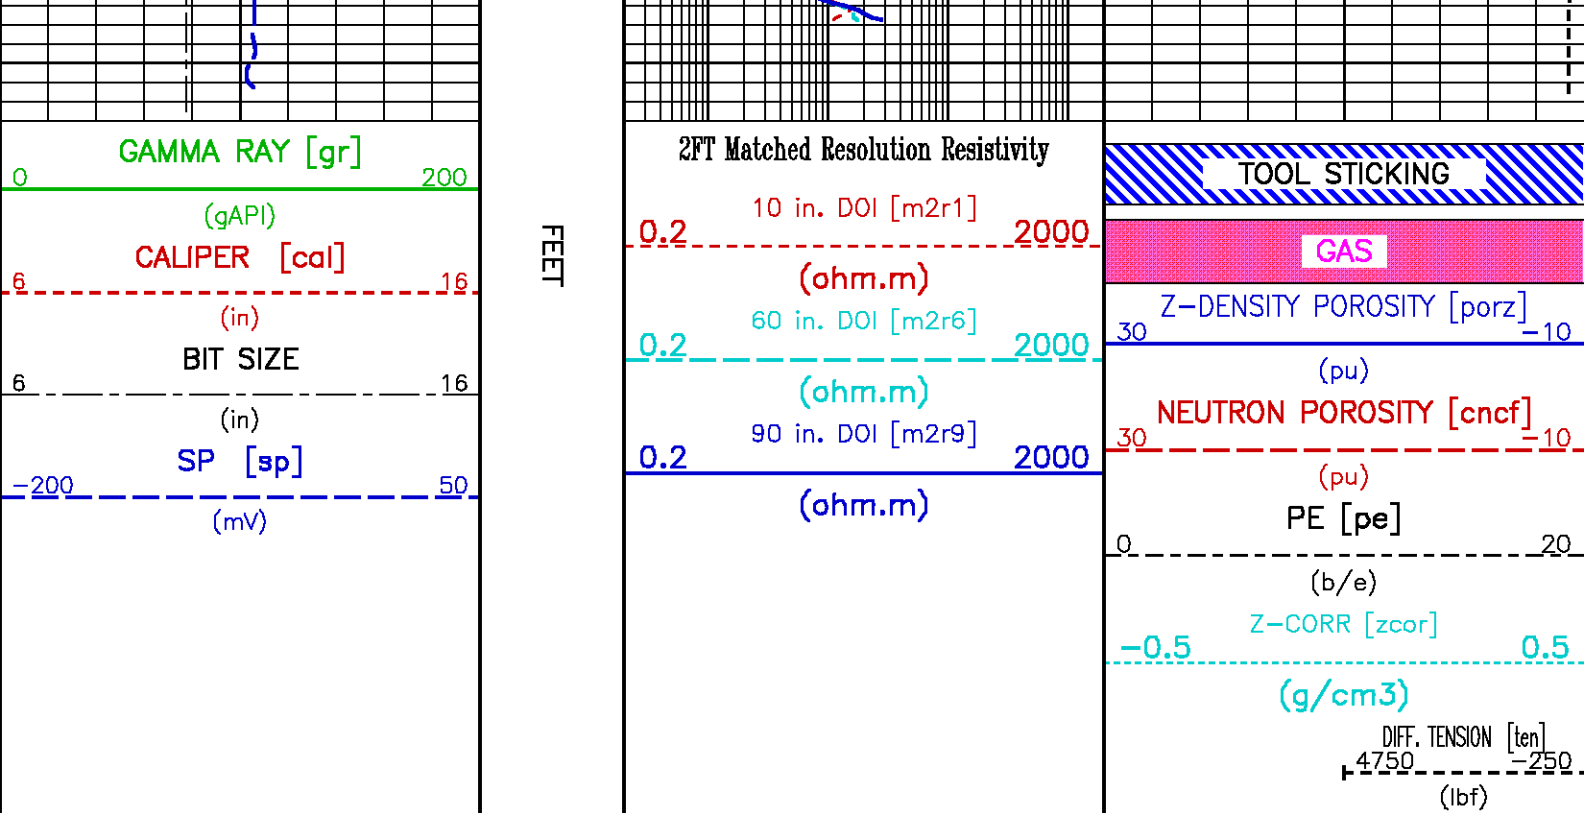 GAMMA RAY [gr]
0 200
(gAPI)
CALIPER [cal]
6 16
(in)
BIT SIZE
6 16
(in)
SP [sp]
-200 50
(mV)
FEET
2FT Matched Resolution Resistivity
10 in. DOI [m2r1]
0.2 2000
(ohm.m)
60 in. DOI [m2r6]
0.2 2000
(ohm.m)
90 in. DOI [m2r9]
0.2 2000
(ohm.m)
TOOL STICKING
GAS
Z-DENSITY POROSITY [porz]
30 -10
(pu)
NEUTRON POROSITY [cncf]
30 -10
(pu)
PE [pe]
0 20
(b/e)
Z-CORR [zcor]
-0.5 0.5
(g/cm3)
DIFF. TENSION [ten]
4750 -250
(lbf)